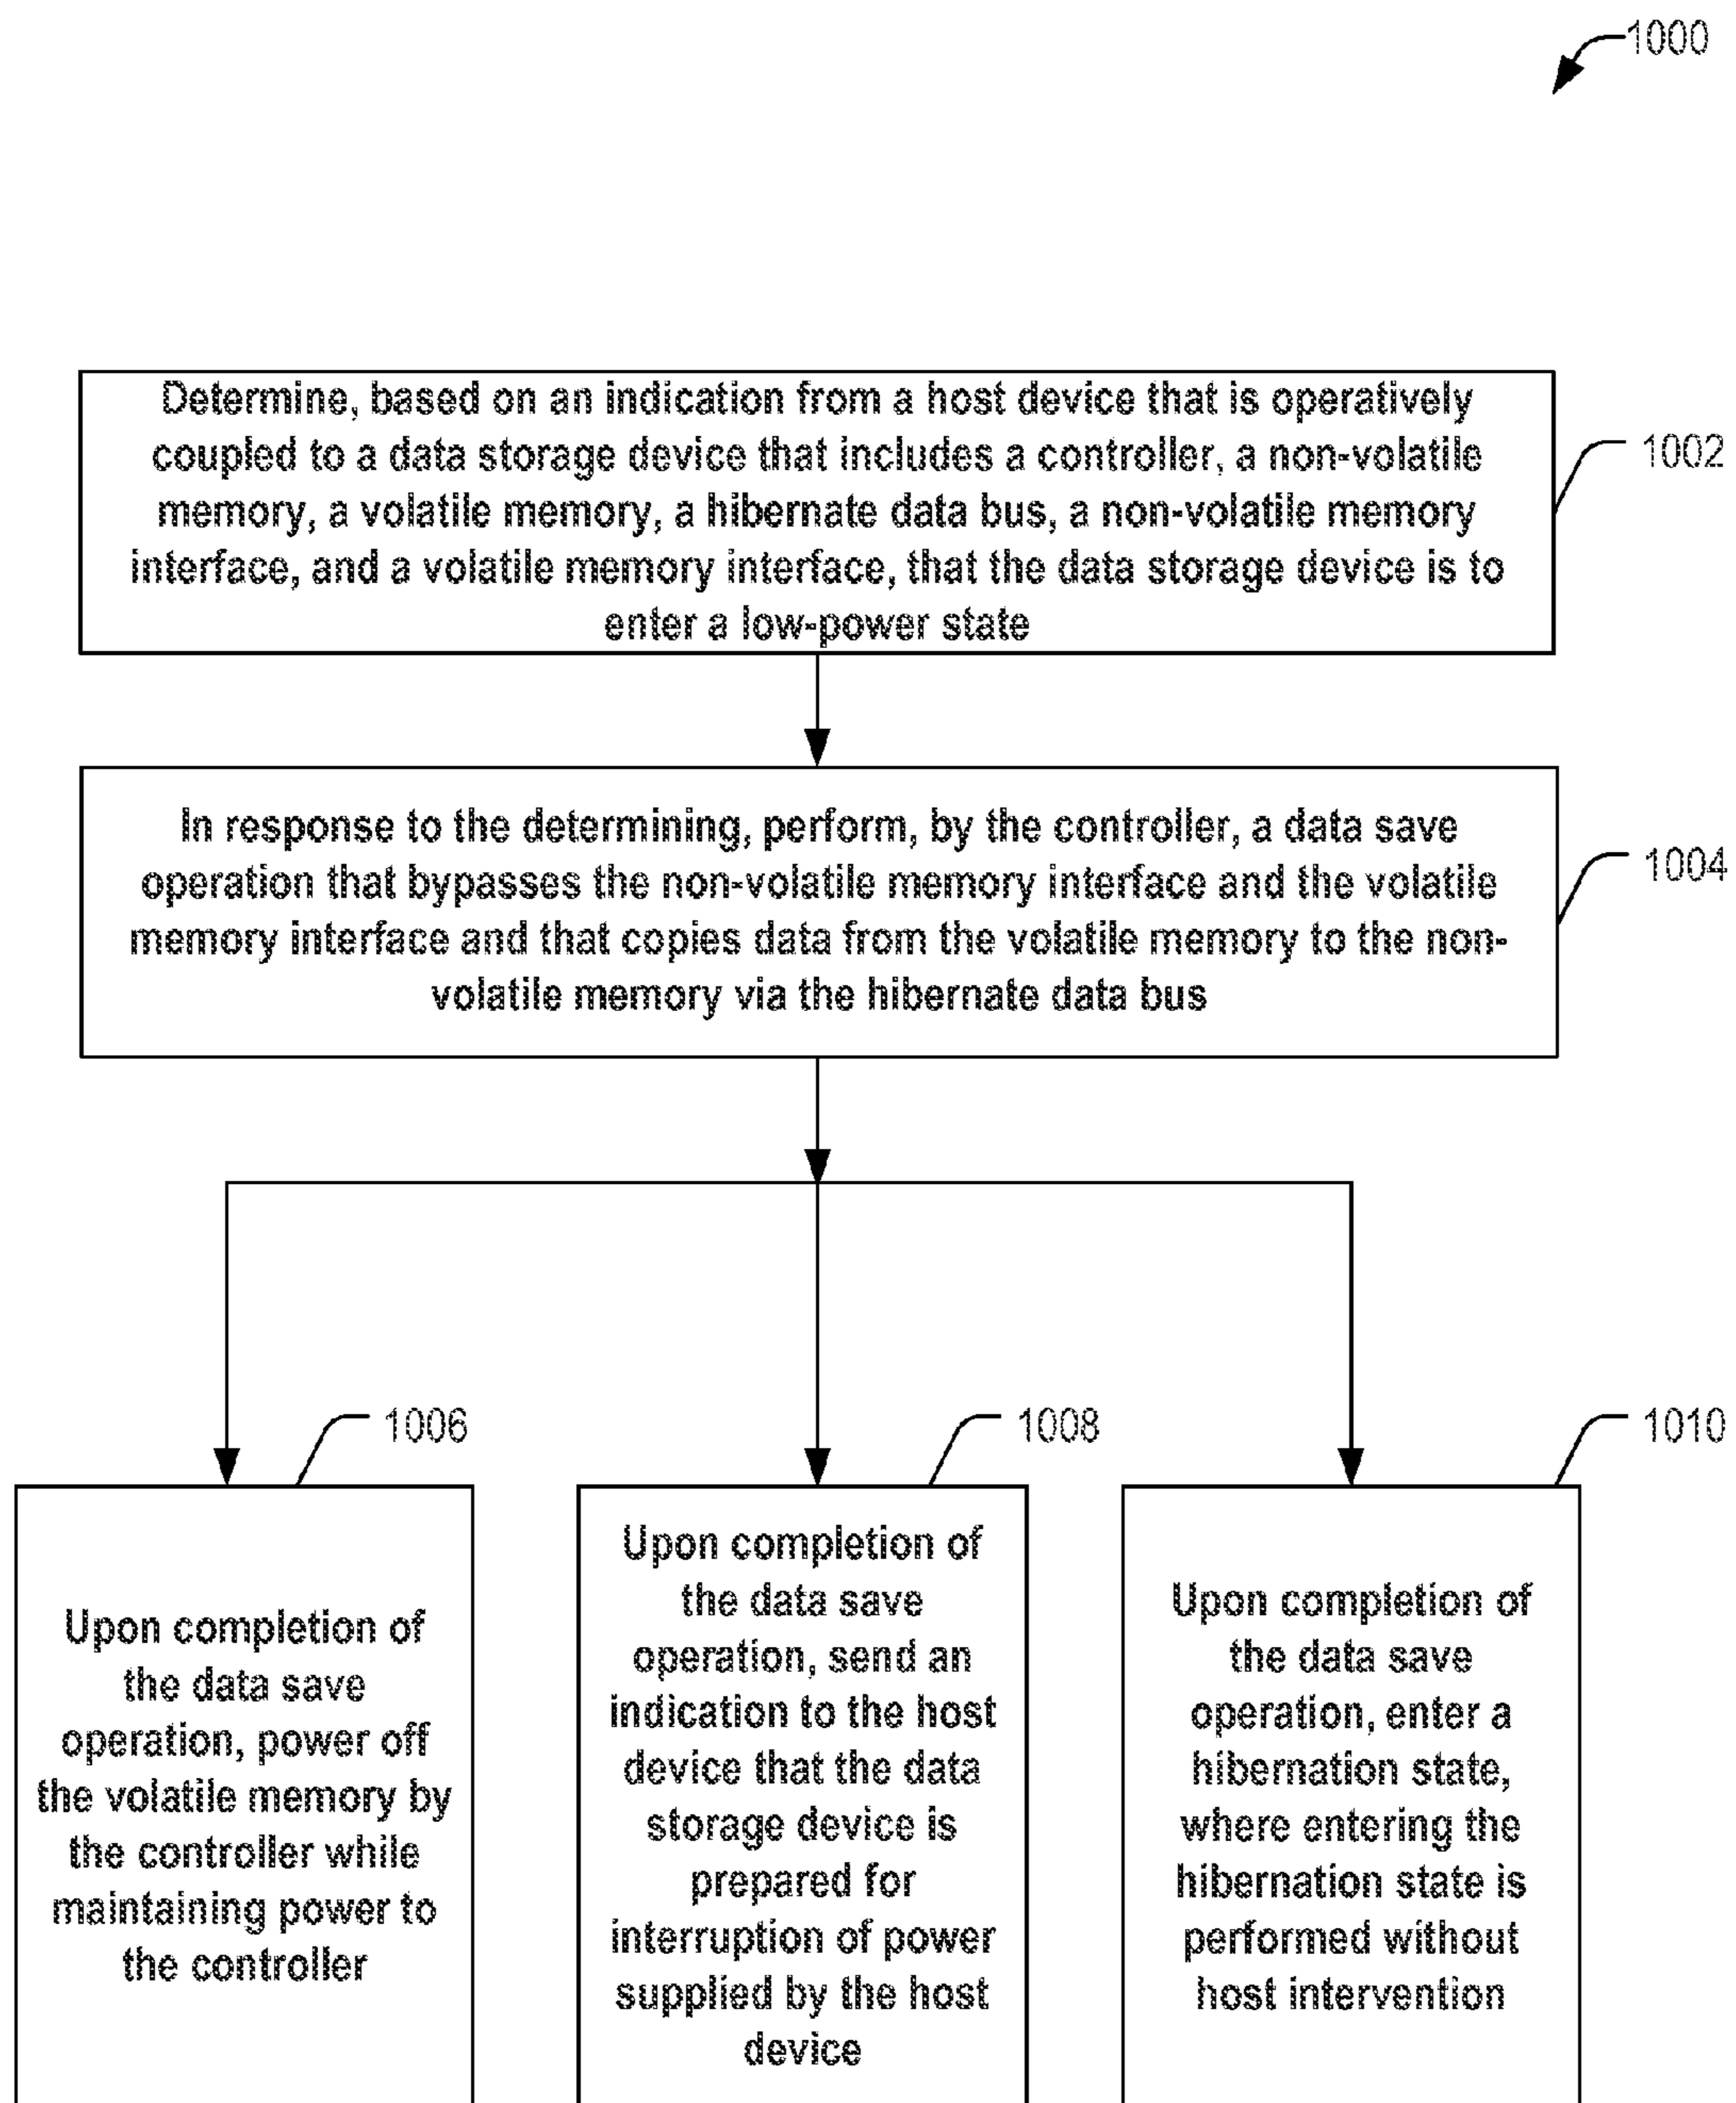 1000
Determine, based on an indication from a host device that is operatively
coupled to a data storage device that includes a controller, a non-volatile
memory, a volatile memory, a hibernate data bus, a non-volatile memory
interface, and a volatile memory interface, that the data storage device is to
enter a low-power state
1002
In response to the determining, perform, by the controller, a data save
operation that bypasses the non-volatile memory interface and the volatile
memory interface and that copies data from the volatile memory to the non-
volatile memory via the hibernate data bus
1004
1006
Upon completion of
the data save
operation, power off
the volatile memory by
the controller while
maintaining power to
the controller
1008
Upon completion of
the data save
operation, send an
indication to the host
device that the data
storage device is
prepared for
interruption of power
supplied by the host
device
1010
Upon completion of
the data save
operation, enter a
hibernation state,
where entering the
hibernation state is
performed without
host intervention